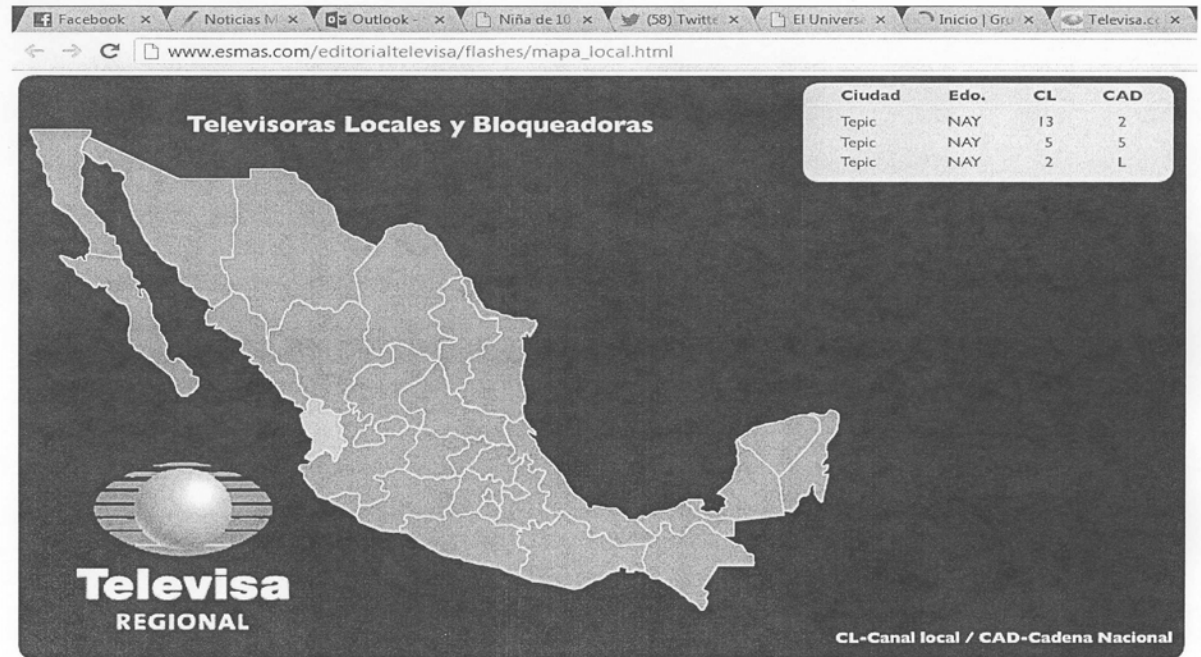 Facebook
Noticias M
Outlook -
Niña de 10
(58) Twitte
El Univers
Inicio | Gru
Televisa.cc
www.esmas.com/editorialtelevisa/flashes/mapa_local.html
Televisoras Locales y Bloqueadoras
Ciudad Edo. CL CAD
Tepic NAY 13 2
Tepic NAY 5 5
Tepic NAY 2 L
Televisa
REGIONAL
CL-Canal local / CAD-Cadena Nacional